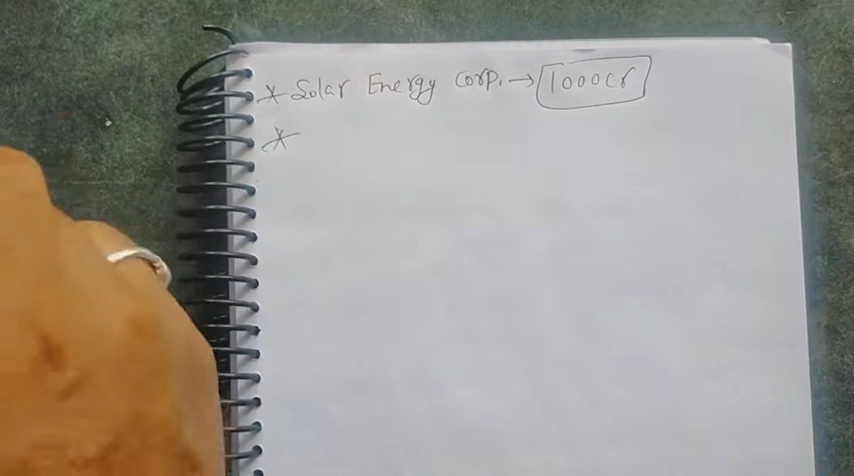 * Solar Energy Corp. → 1000cr
*